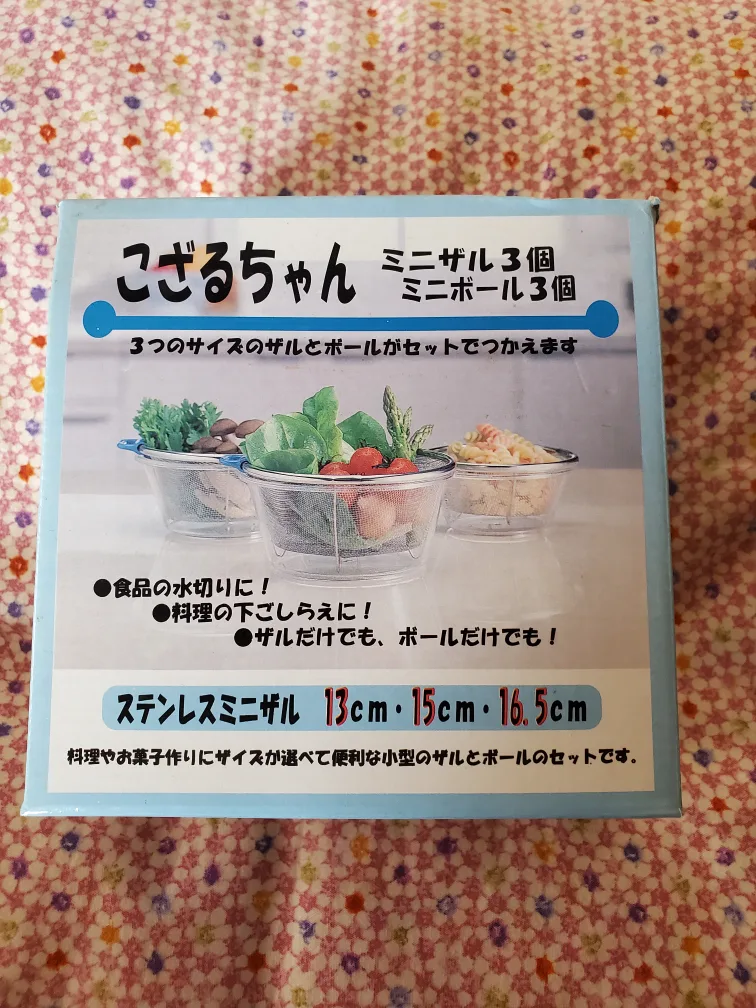 こざるちゃん ミニザル３個
ミニボール３個
３つのサイズのザルとボールがセットでつかえます
●食品の水切りに！
●料理の下ごしらえに！
●ザルだけでも、ボールだけでも！
ステンレスミニザル 13cm・15cm・16.5cm
料理やお菓子作りにサイズが選べて便利な小型のザルとボールのセットです。